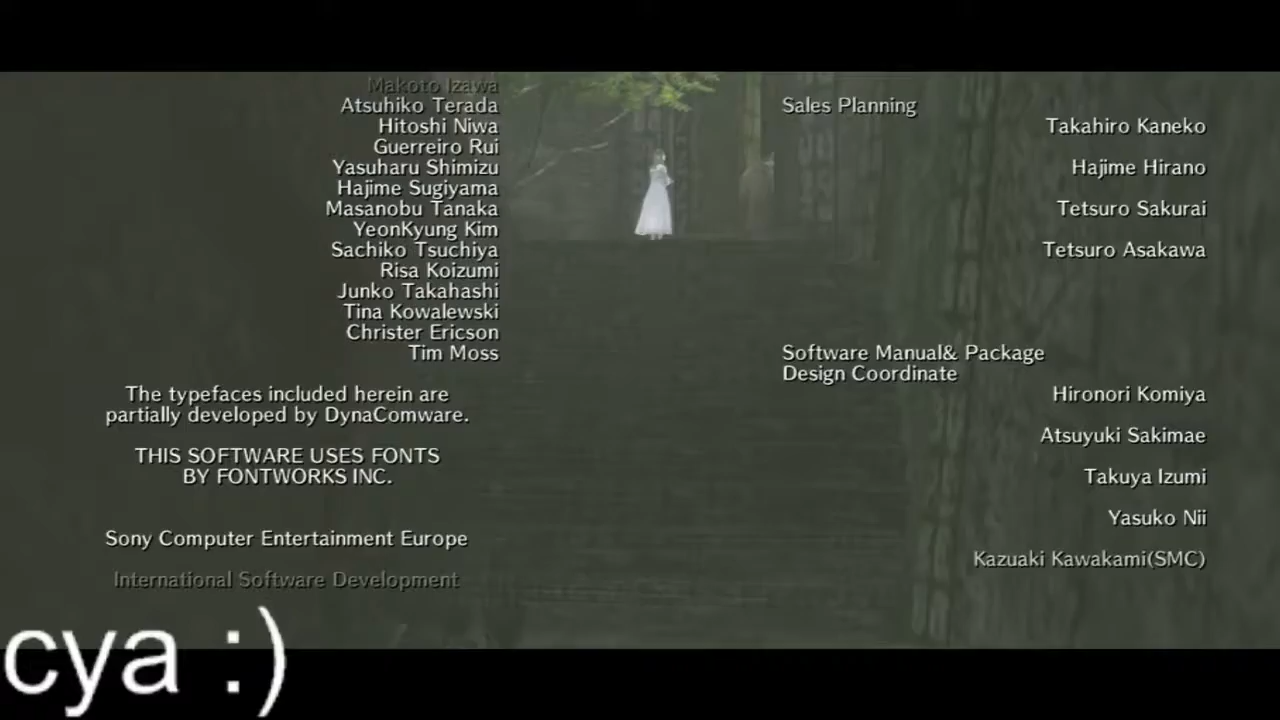 Makoto Izawa
Atsuhiko Terada
Hitoshi Niwa
Guerreiro Rui
Yasuharu Shimizu
Hajime Sugiyama
Masanobu Tanaka
YeonKyung Kim
Sachiko Tsuchiya
Risa Koizumi
Junko Takahashi
Tina Kowalewski
Christer Ericson
Tim Moss
The typefaces included herein are
partially developed by DynaComware.
THIS SOFTWARE USES FONTS
BY FONTWORKS INC.
Sony Computer Entertainment Europe
International Software Development
Sales Planning
Takahiro Kaneko
Hajime Hirano
Tetsuro Sakurai
Tetsuro Asakawa
Software Manual& Package
Design Coordinate
Hironori Komiya
Atsuyuki Sakimae
Takuya Izumi
Yasuko Nii
Kazuaki Kawakami(SMC)
cya :)